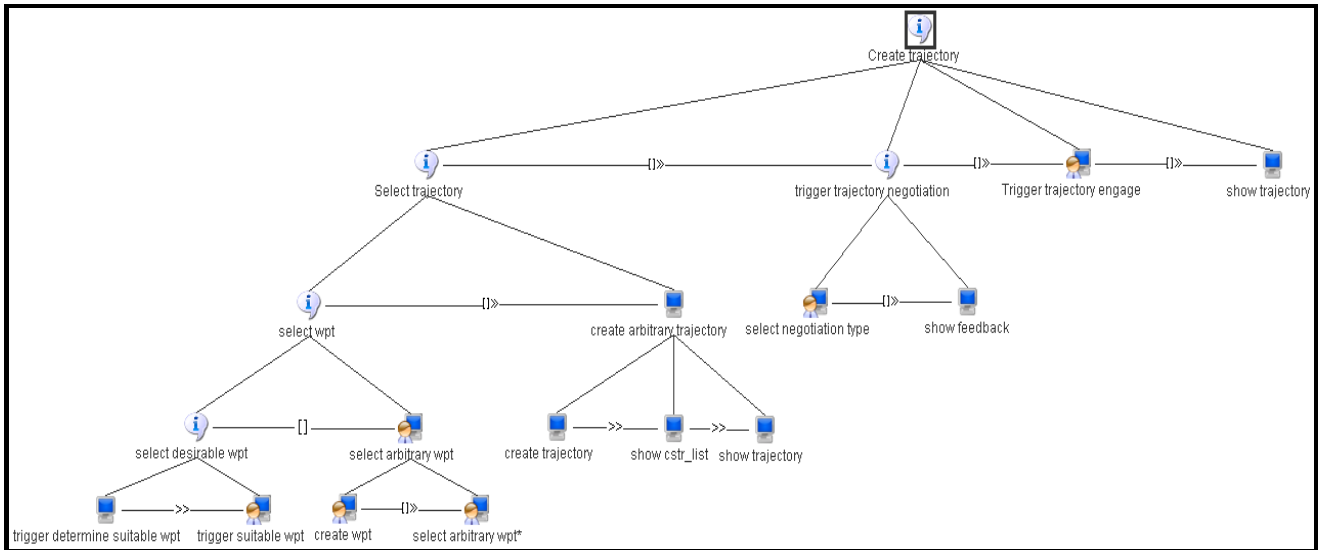 Create trajectory
[]»
[]»
[]»
Select trajectory
trigger trajectory negotiation
Trigger trajectory engage
show trajectory
[]»
[]»
select wpt
create arbitrary trajectory
select negotiation type
show feedback
[]
>>
>>
select desirable wpt
select arbitrary wpt
create trajectory
show cstr_list
show trajectory
>>
[]»
trigger determine suitable wpt
trigger suitable wpt
create wpt
select arbitrary wpt*